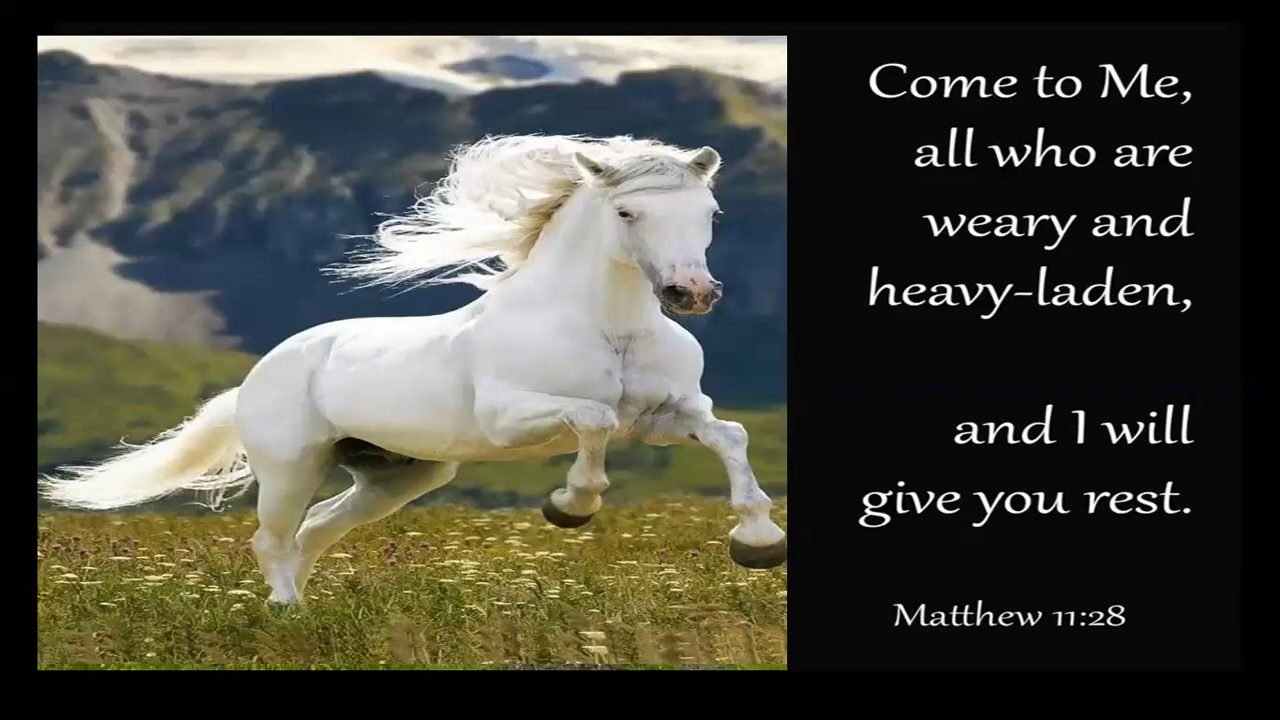 Come to Me,
all who are
weary and
heavy-laden,
and I will
give you rest.
Matthew 11:28